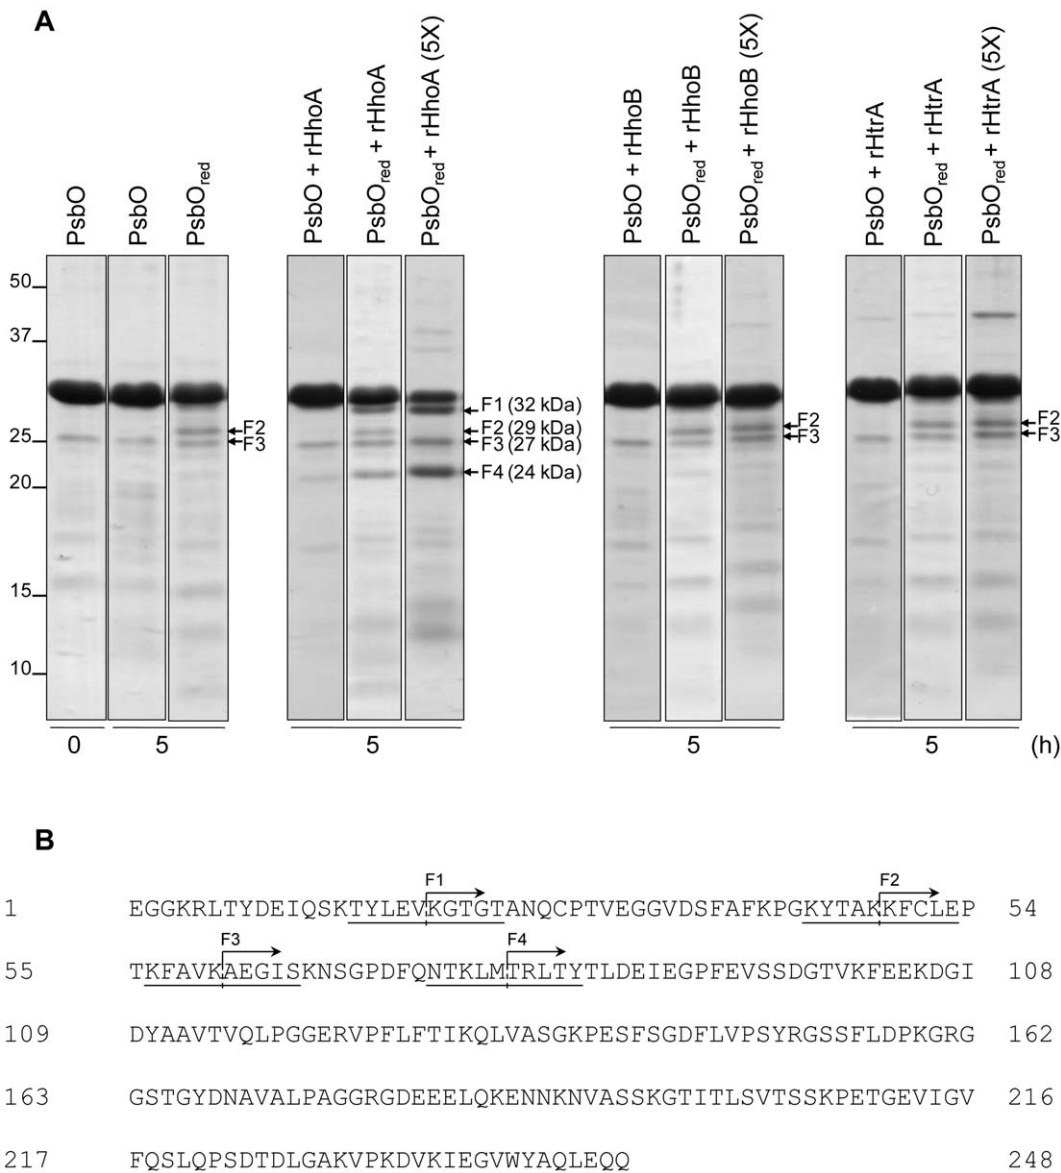 A
PsbO
PsbO
PsbOred
PsbO + rHhoA
PsbOred + rHhoA
PsbOred + rHhoA (5X)
PsbO + rHhoB
PsbOred + rHhoB
PsbOred + rHhoB (5X)
PsbO + rHtrA
PsbOred + rHtrA
PsbOred + rHtrA (5X)
50
37
25
20
15
10
F2
F3
F1 (32 kDa)
F2 (29 kDa)
F3 (27 kDa)
F4 (24 kDa)
F2
F3
F2
F3
0 5 5 5 5 (h)
B
F1 F2
1 EGGKRLTYDEIQSKTYLEVKGTGTANQCPTVEGGVDSFAFKPGKYTAKKFCLEP 54
F3 F4
55 TKFAVKAEGISKNSGPDFQNTKLMTRLTYTLDEIEGPFEVSSDGTVKFEEKDGI 108
109 DYAAVTVQLPGGERVPFLFTIKQLVASGKPESFSGDFLVPSYRGSSFLDPKGRG 162
163 GSTGYDNAVALPAGGRGDEEELQKENNKNVASSKGTITLSVTSSKPETGEVIGV 216
217 FQSLQPSDTDLGAKVPKDVKIEGVWYAQLEQQ 248